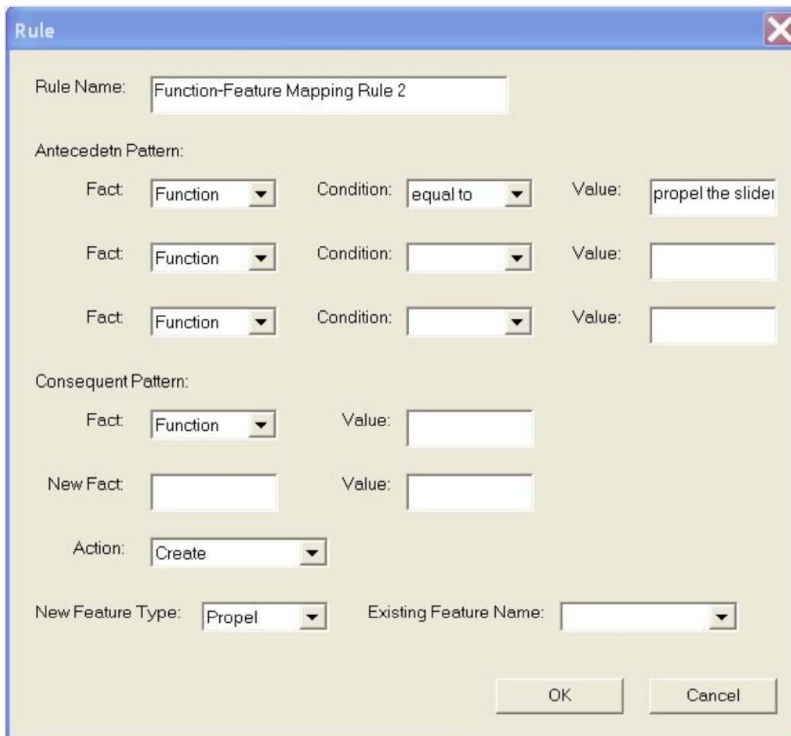 Rule
Rule Name: Function-Feature Mapping Rule 2
Antecedetn Pattern:
Fact: Function Condition: equal to Value: propel the slider
Fact: Function Condition: Value:
Fact: Function Condition: Value:
Consequent Pattern:
Fact: Function Value:
New Fact: Value:
Action: Create
New Feature Type: Propel Existing Feature Name:
OK Cancel